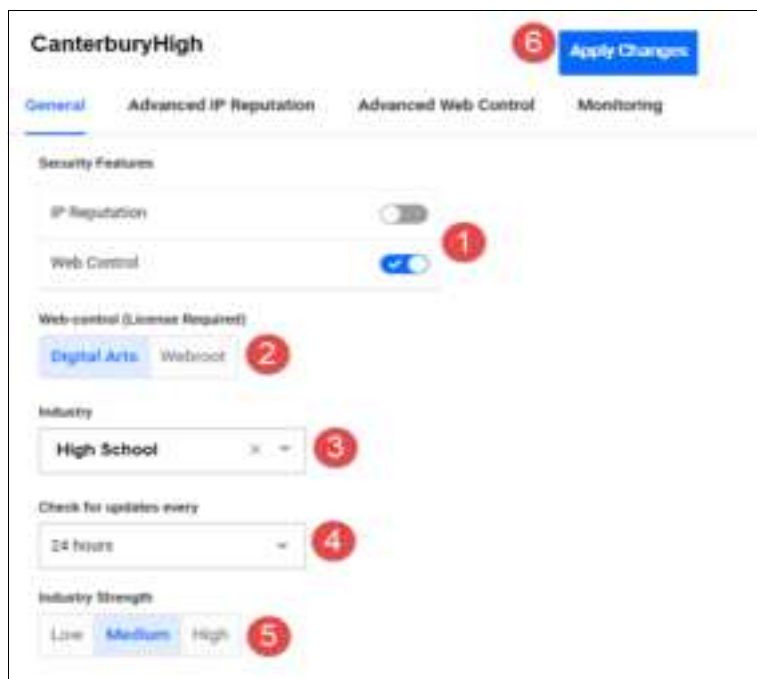 CanterburyHigh
6 Apply Changes
General Advanced IP Reputation Advanced Web Control Monitoring
Security Features
IP Reputation
1
Web Control
Web-control (License Required)
Digital Arts Webroot 2
Industry
High School × 3
Check for updates every
24 hours 4
Industry Strength
Low Medium High 5